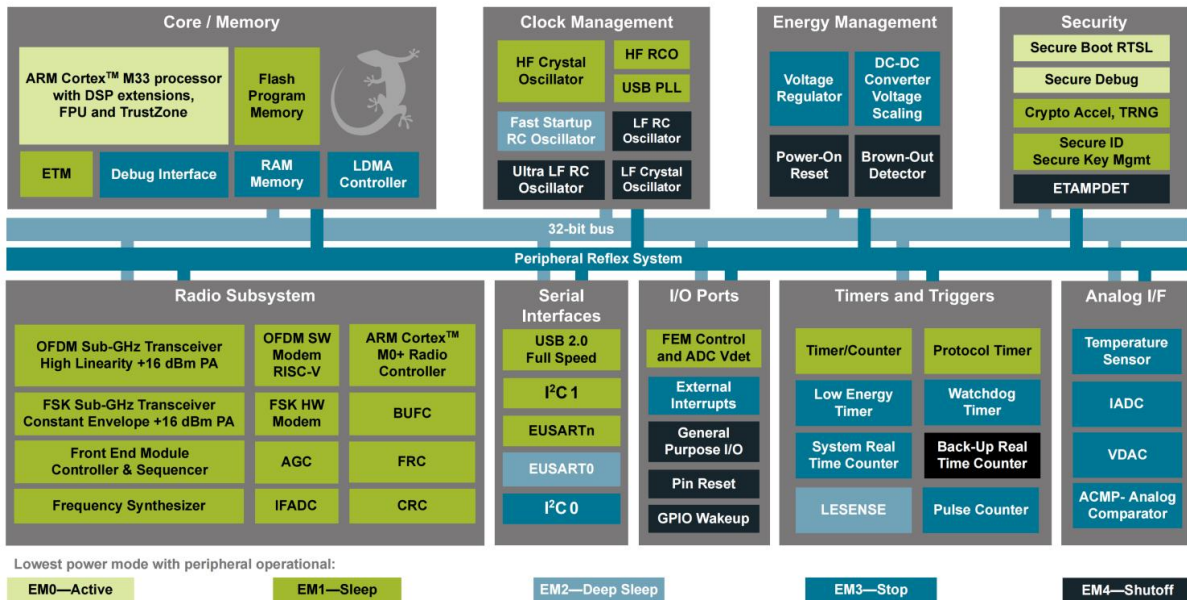 Core / Memory
ARM Cortex™ M33 processor
with DSP extensions,
FPU and TrustZone
Flash
Program
Memory
ETM
Debug Interface
RAM
Memory
LDMA
Controller
Clock Management
HF Crystal
Oscillator
HF RCO
USB PLL
Fast Startup
RC Oscillator
LF RC
Oscillator
Ultra LF RC
Oscillator
LF Crystal
Oscillator
Energy Management
Voltage
Regulator
DC-DC
Converter
Voltage
Scaling
Power-On
Reset
Brown-Out
Detector
Security
Secure Boot RTSL
Secure Debug
Crypto Accel, TRNG
Secure ID
Secure Key Mgmt
ETAMPDET
32-bit bus
Peripheral Reflex System
Radio Subsystem
OFDM Sub-GHz Transceiver
High Linearity +16 dBm PA
OFDM SW
Modem
RISC-V
ARM Cortex™
M0+ Radio
Controller
FSK Sub-GHz Transceiver
Constant Envelope +16 dBm PA
FSK HW
Modem
BUFC
Front End Module
Controller & Sequencer
AGC
FRC
Frequency Synthesizer
IFADC
CRC
Serial
Interfaces
USB 2.0
Full Speed
I²C 1
EUSARTn
EUSART0
I²C 0
I/O Ports
FEM Control
and ADC Vdet
External
Interrupts
General
Purpose I/O
Pin Reset
GPIO Wakeup
Timers and Triggers
Timer/Counter
Protocol Timer
Low Energy
Timer
Watchdog
Timer
System Real
Time Counter
Back-Up Real
Time Counter
LESENSE
Pulse Counter
Analog I/F
Temperature
Sensor
IADC
VDAC
ACMP- Analog
Comparator
Lowest power mode with peripheral operational:
EM0—Active
EM1—Sleep
EM2—Deep Sleep
EM3—Stop
EM4—Shutoff